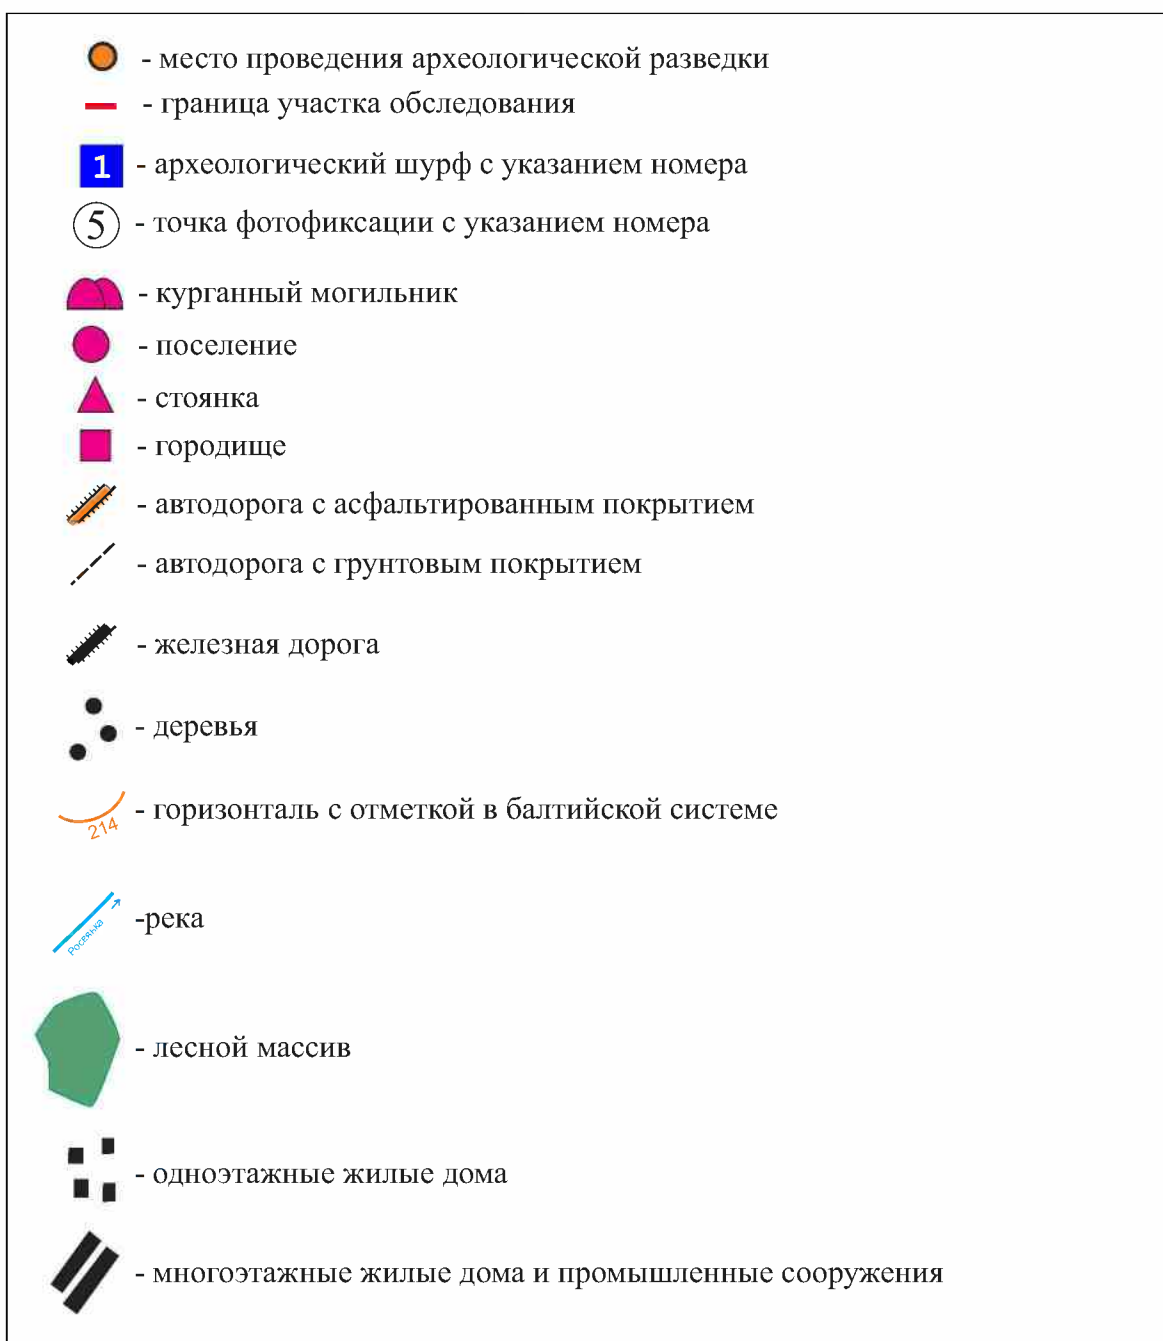 - место проведения археологической разведки
- граница участка обследования
1 - археологический шурф с указанием номера
5 - точка фотофиксации с указанием номера
- курганный могильник
- поселение
- стоянка
- городище
- автодорога с асфальтированным покрытием
- автодорога с грунтовым покрытием
- железная дорога
- деревья
214 - горизонталь с отметкой в балтийской системе
-река
- лесной массив
- одноэтажные жилые дома
- многоэтажные жилые дома и промышленные сооружения